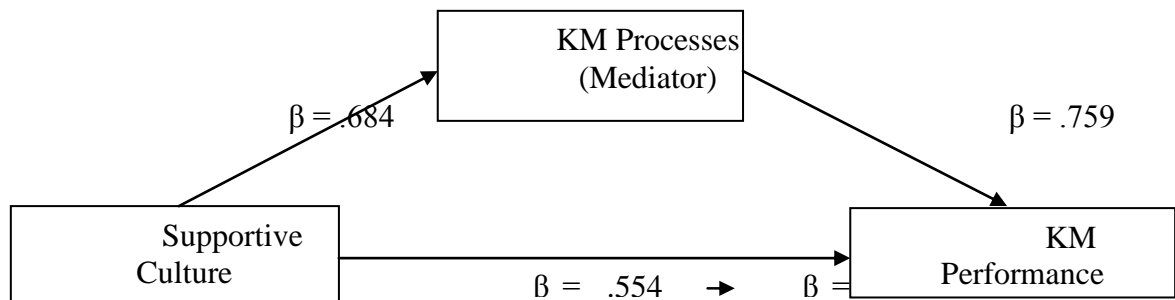 KM Processes
(Mediator)
β = .684
β = .759
Supportive
Culture
KM
Performance
β = .554 → β =